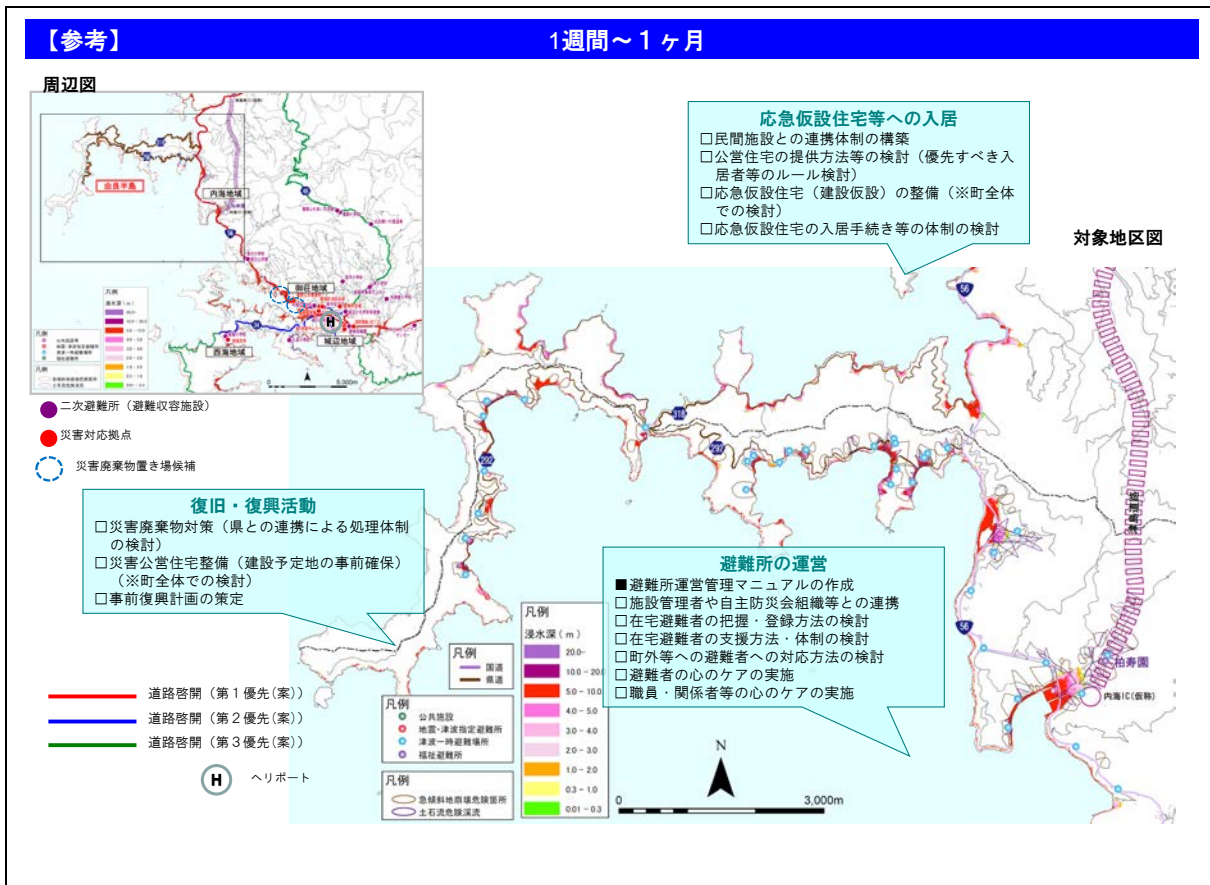 【参考】
1週間～１ヶ月
周辺図
由良半島
内海地域
56
御荘地域
H
西海地域
城辺地域
凡例
浸水深（m）
凡例
凡例
0
5,000m
二次避難所（避難収容施設）
災害対応拠点
災害廃棄物置き場候補
応急仮設住宅等への入居
□民間施設との連携体制の構築
□公営住宅の提供方法等の検討（優先すべき入
居者等のルール検討）
□応急仮設住宅（建設仮設）の整備（※町全体
での検討）
□応急仮設住宅の入居手続き等の体制の検討
対象地区図
56
318
297
292
津島道路
56
柏寿園
内海IC(仮称)
復旧・復興活動
□災害廃棄物対策（県との連携による処理体制
の検討）
□災害公営住宅整備（建設予定地の事前確保）
（※町全体での検討）
□事前復興計画の策定
避難所の運営
■避難所運営管理マニュアルの作成
□施設管理者や自主防災会組織等との連携
□在宅避難者の把握・登録方法の検討
□在宅避難者の支援方法・体制の検討
□町外等への避難者への対応方法の検討
□避難者の心のケアの実施
□職員・関係者等の心のケアの実施
道路啓開（第１優先(案)）
道路啓開（第２優先(案)）
道路啓開（第３優先(案)）
H
ヘリポート
凡例
国道
県道
凡例
公共施設
地震・津波指定避難所
津波一時避難場所
福祉避難所
凡例
急傾斜地崩壊危険箇所
土石流危険渓流
凡例
浸水深（m）
20.0-
10.0 - 20.0
5.0 - 10.0
4.0 - 5.0
3.0 - 4.0
2.0 - 3.0
1.0 - 2.0
0.3 - 1.0
0.01 - 0.3
N
0
3,000m